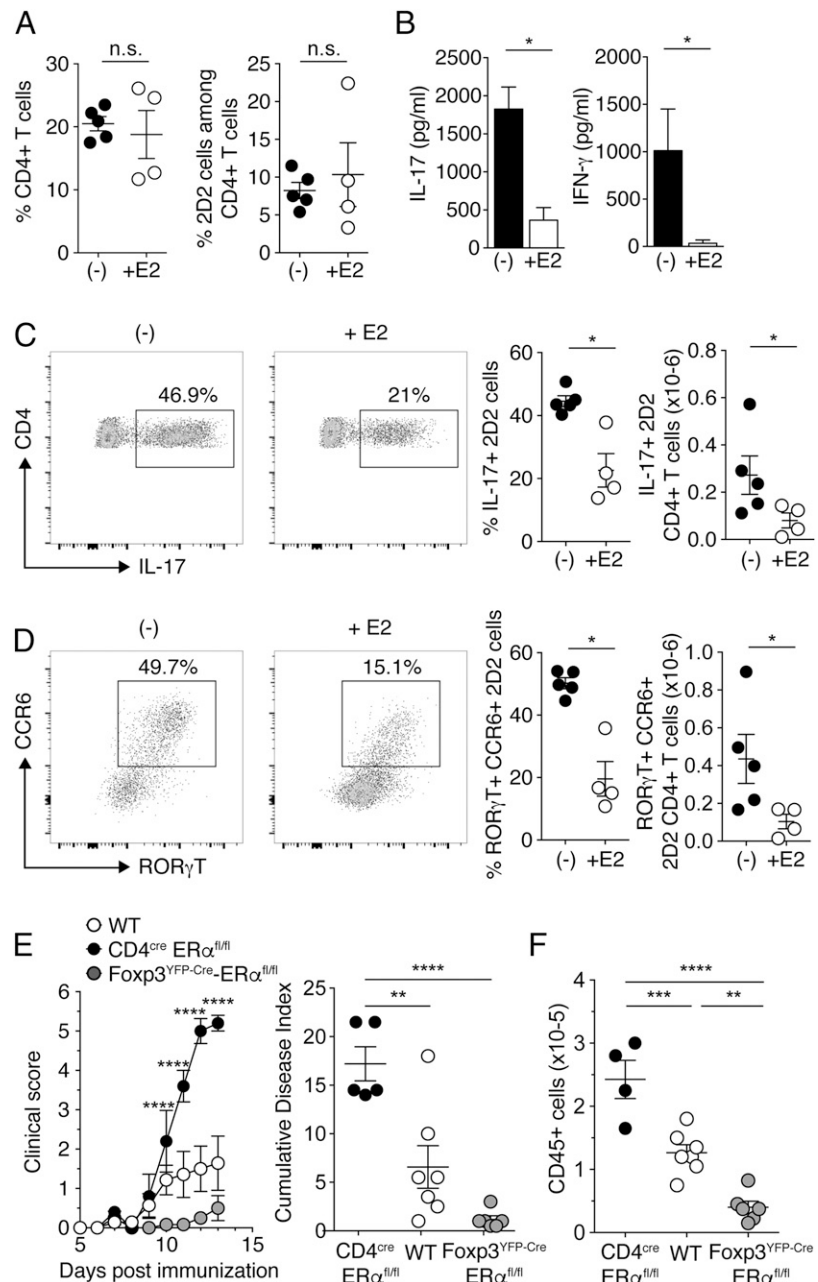 A
n.s.
n.s.
% CD4+ T cells
30
20
10
0
(-) +E2
% 2D2 cells among
CD4+ T cells
25
20
15
10
5
0
(-) +E2
B
*
*
IL-17 (pg/ml)
2500
2000
1500
1000
500
0
(-) +E2
IFN-γ (pg/ml)
2000
1500
1000
500
0
(-) +E2
C
(-)
+ E2
46.9%
21%
CD4
IL-17
% IL-17+ 2D2 cells
60
40
20
0
*
(-) +E2
IL-17+ 2D2
CD4+ T cells (x10-6)
0.8
0.6
0.4
0.2
0.0
*
(-) +E2
D
(-)
+ E2
49.7%
15.1%
CCR6
RORγT
% RORγT+ CCR6+ 2D2 cells
60
40
20
0
*
(-) +E2
RORγT+ CCR6+
2D2 CD4+ T cells (x10-6)
1.0
0.8
0.6
0.4
0.2
0.0
*
(-) +E2
E
WT
CD4cre ERαfl/fl
Foxp3YFP-Cre-ERαfl/fl
Clinical score
6
5
4
3
2
1
0
****
****
****
****
5 10 15
Days post immunization
Cumulative Disease Index
25
20
15
10
5
0
****
**
CD4cre WT Foxp3YFP-Cre
ERαfl/fl ERαfl/fl
F
CD45+ cells (x10-5)
4
3
2
1
0
****
*** **
CD4cre WT Foxp3YFP-Cre
ERαfl/fl ERαfl/fl